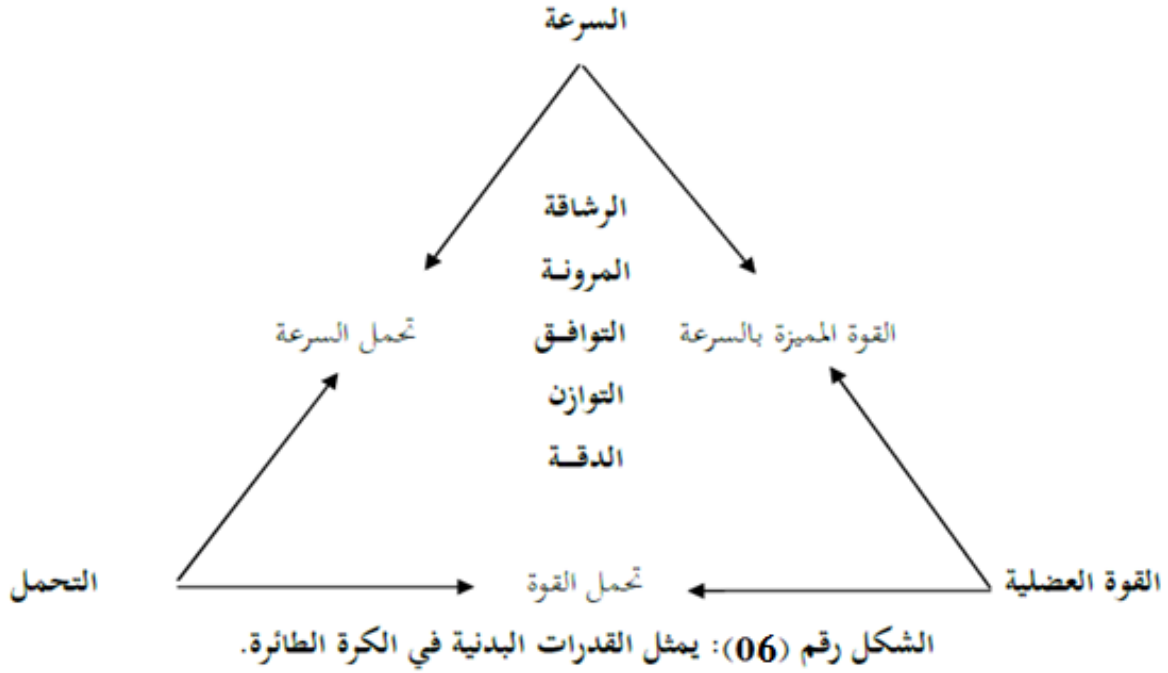 السرعة
الرشاقة
المرونـة
القوة المميزة بالسرعة
التوافـق
تحمل السرعة
التوازن
الدقــة
القوة العضلية
تحمل القوة
التحمل
الشكل رقم (06): يمثل القدرات البدنية في الكرة الطائرة.